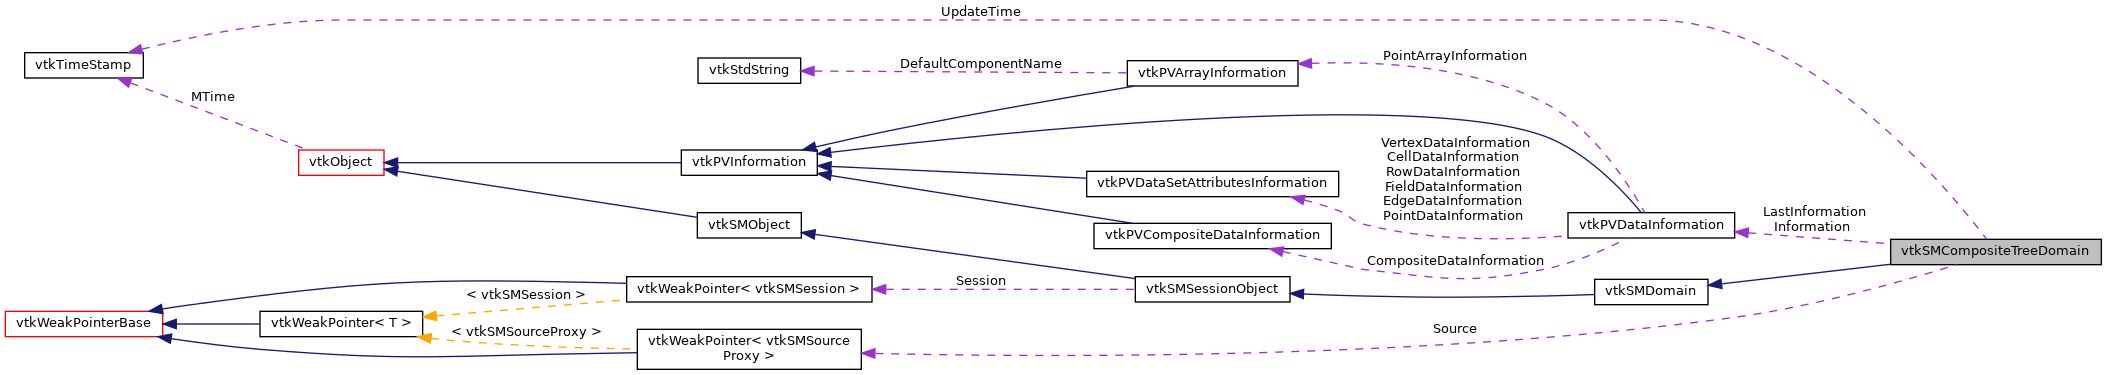 UpdateTime
vtkTimeStamp
MTime
vtkStdString
DefaultComponentName
vtkPVArrayInformation
PointArrayInformation
vtkObject
vtkPVInformation
VertexDataInformation
CellDataInformation
RowDataInformation
FieldDataInformation
EdgeDataInformation
PointDataInformation
vtkPVDataSetAttributesInformation
vtkPVCompositeDataInformation
CompositeDataInformation
vtkPVDataInformation
LastInformation
Information
vtkSMCompositeTreeDomain
vtkSMObject
vtkSMSessionObject
vtkSMDomain
Session
vtkWeakPointer< vtkSMSession >
< vtkSMSession >
vtkWeakPointerBase
vtkWeakPointer< T >
< vtkSMSourceProxy >
vtkWeakPointer< vtkSMSource
Proxy >
Source